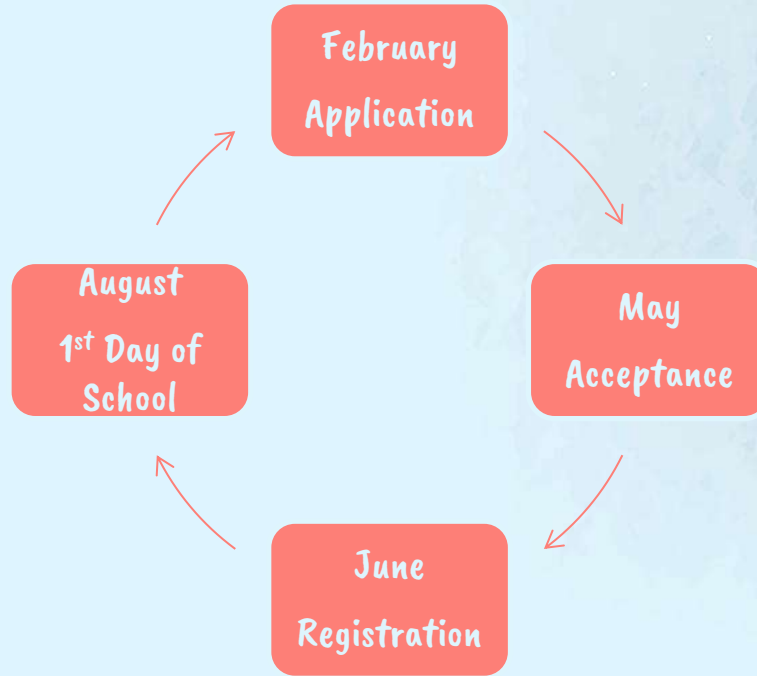 February
Application
May
Acceptance
June
Registration
August
1st Day of
School